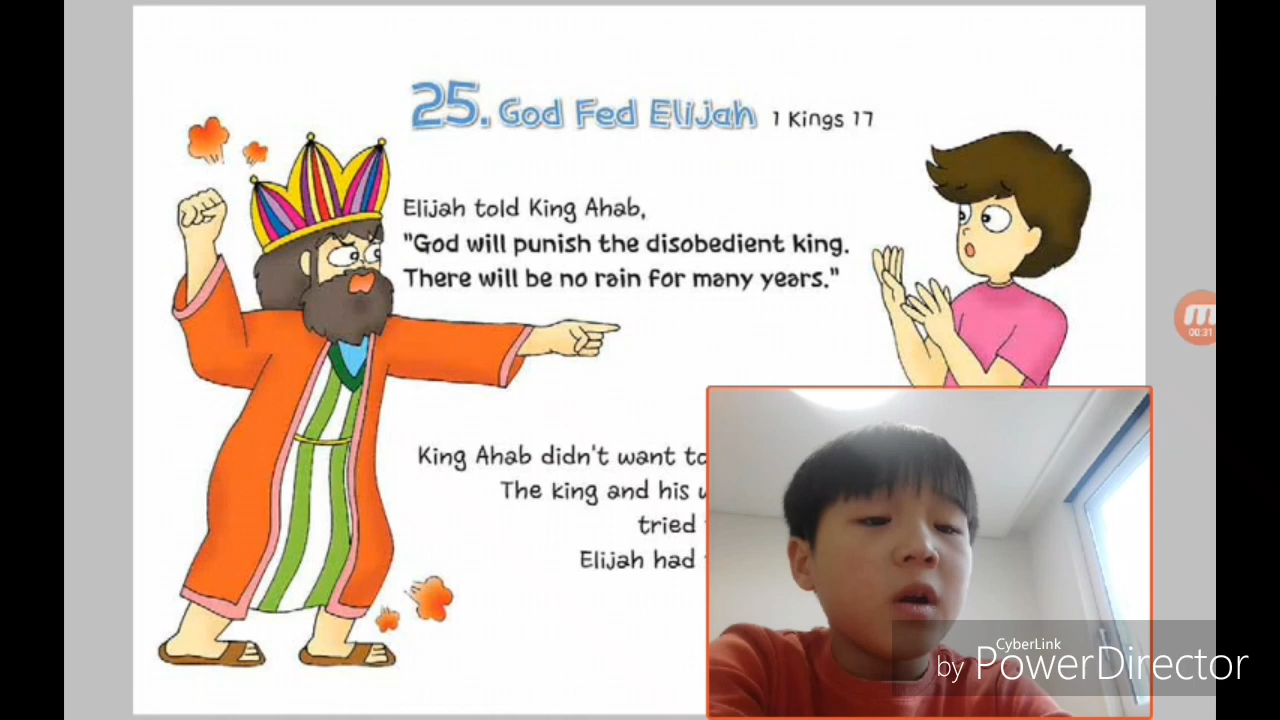 25. God Fed Elijah 1 Kings 17
Elijah told King Ahab,
"God will punish the disobedient king.
There will be no rain for many years."
King Ahab didn't want
The king and his
tried
Elijah had
00:31
CyberLink
by PowerDirector